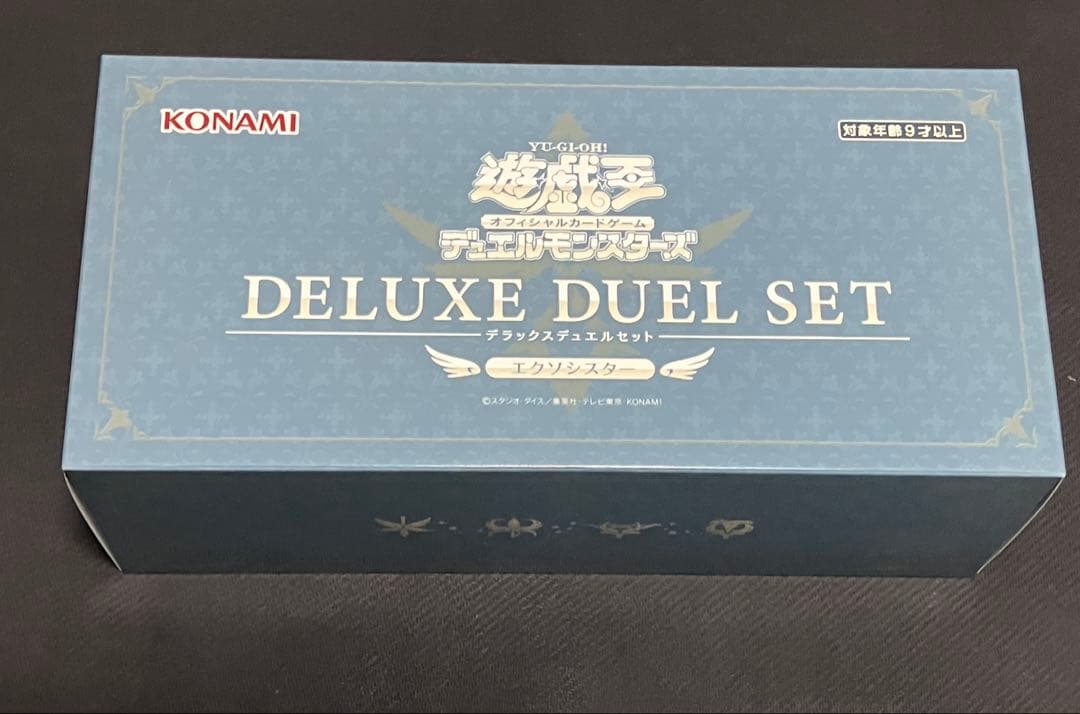 KONAMI
対象年齢9才以上
YU-GI-OH!
遊戯王
オフィシャルカードゲーム
デュエルモンスターズ
DELUXE DUEL SET
デラックスデュエルセット
エクソシスター
©スタジオ・ダイス/集英社・テレビ東京・KONAMI